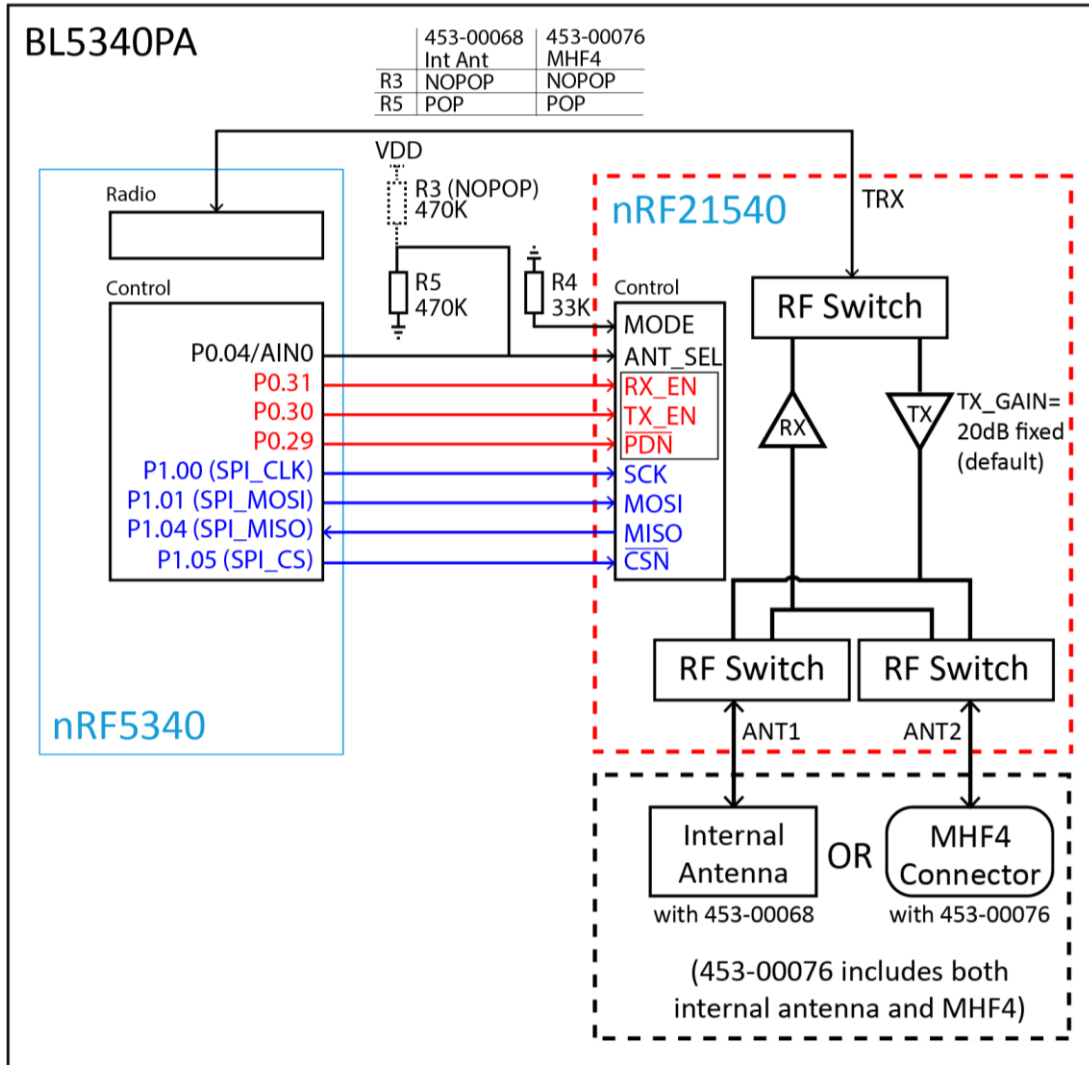 BL5340PA
453-00068 453-00076
Int Ant MHF4
R3 NOPOP NOPOP
R5 POP POP
VDD
R3 (NOPOP)
470K
R5
470K
R4
33K
TRX
nRF5340
Radio
Control
P0.04/AIN0
P0.31
P0.30
P0.29
P1.00 (SPI_CLK)
P1.01 (SPI_MOSI)
P1.04 (SPI_MISO)
P1.05 (SPI_CS)
nRF21540
Control
MODE
ANT_SEL
RX_EN
TX_EN
PDN
SCK
MOSI
MISO
CSN
RF Switch
RX
TX
TX_GAIN=
20dB fixed
(default)
RF Switch
RF Switch
ANT1
ANT2
Internal
Antenna
with 453-00068
OR
MHF4
Connector
with 453-00076
(453-00076 includes both
internal antenna and MHF4)